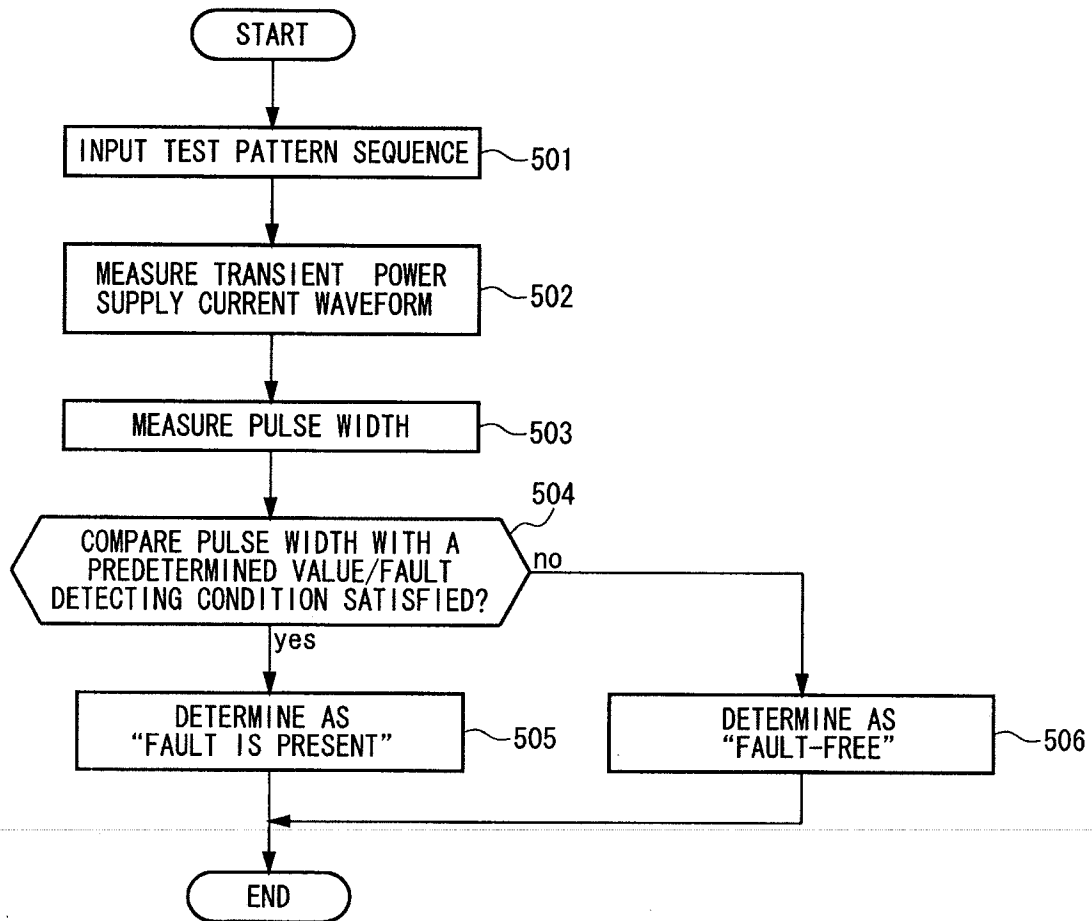 START
INPUT TEST PATTERN SEQUENCE
501
MEASURE TRANSIENT POWER
SUPPLY CURRENT WAVEFORM
502
MEASURE PULSE WIDTH
503
504
COMPARE PULSE WIDTH WITH A
PREDETERMINED VALUE/FAULT
DETECTING CONDITION SATISFIED?
no
yes
DETERMINE AS
“FAULT IS PRESENT”
505
DETERMINE AS
“FAULT-FREE”
506
END